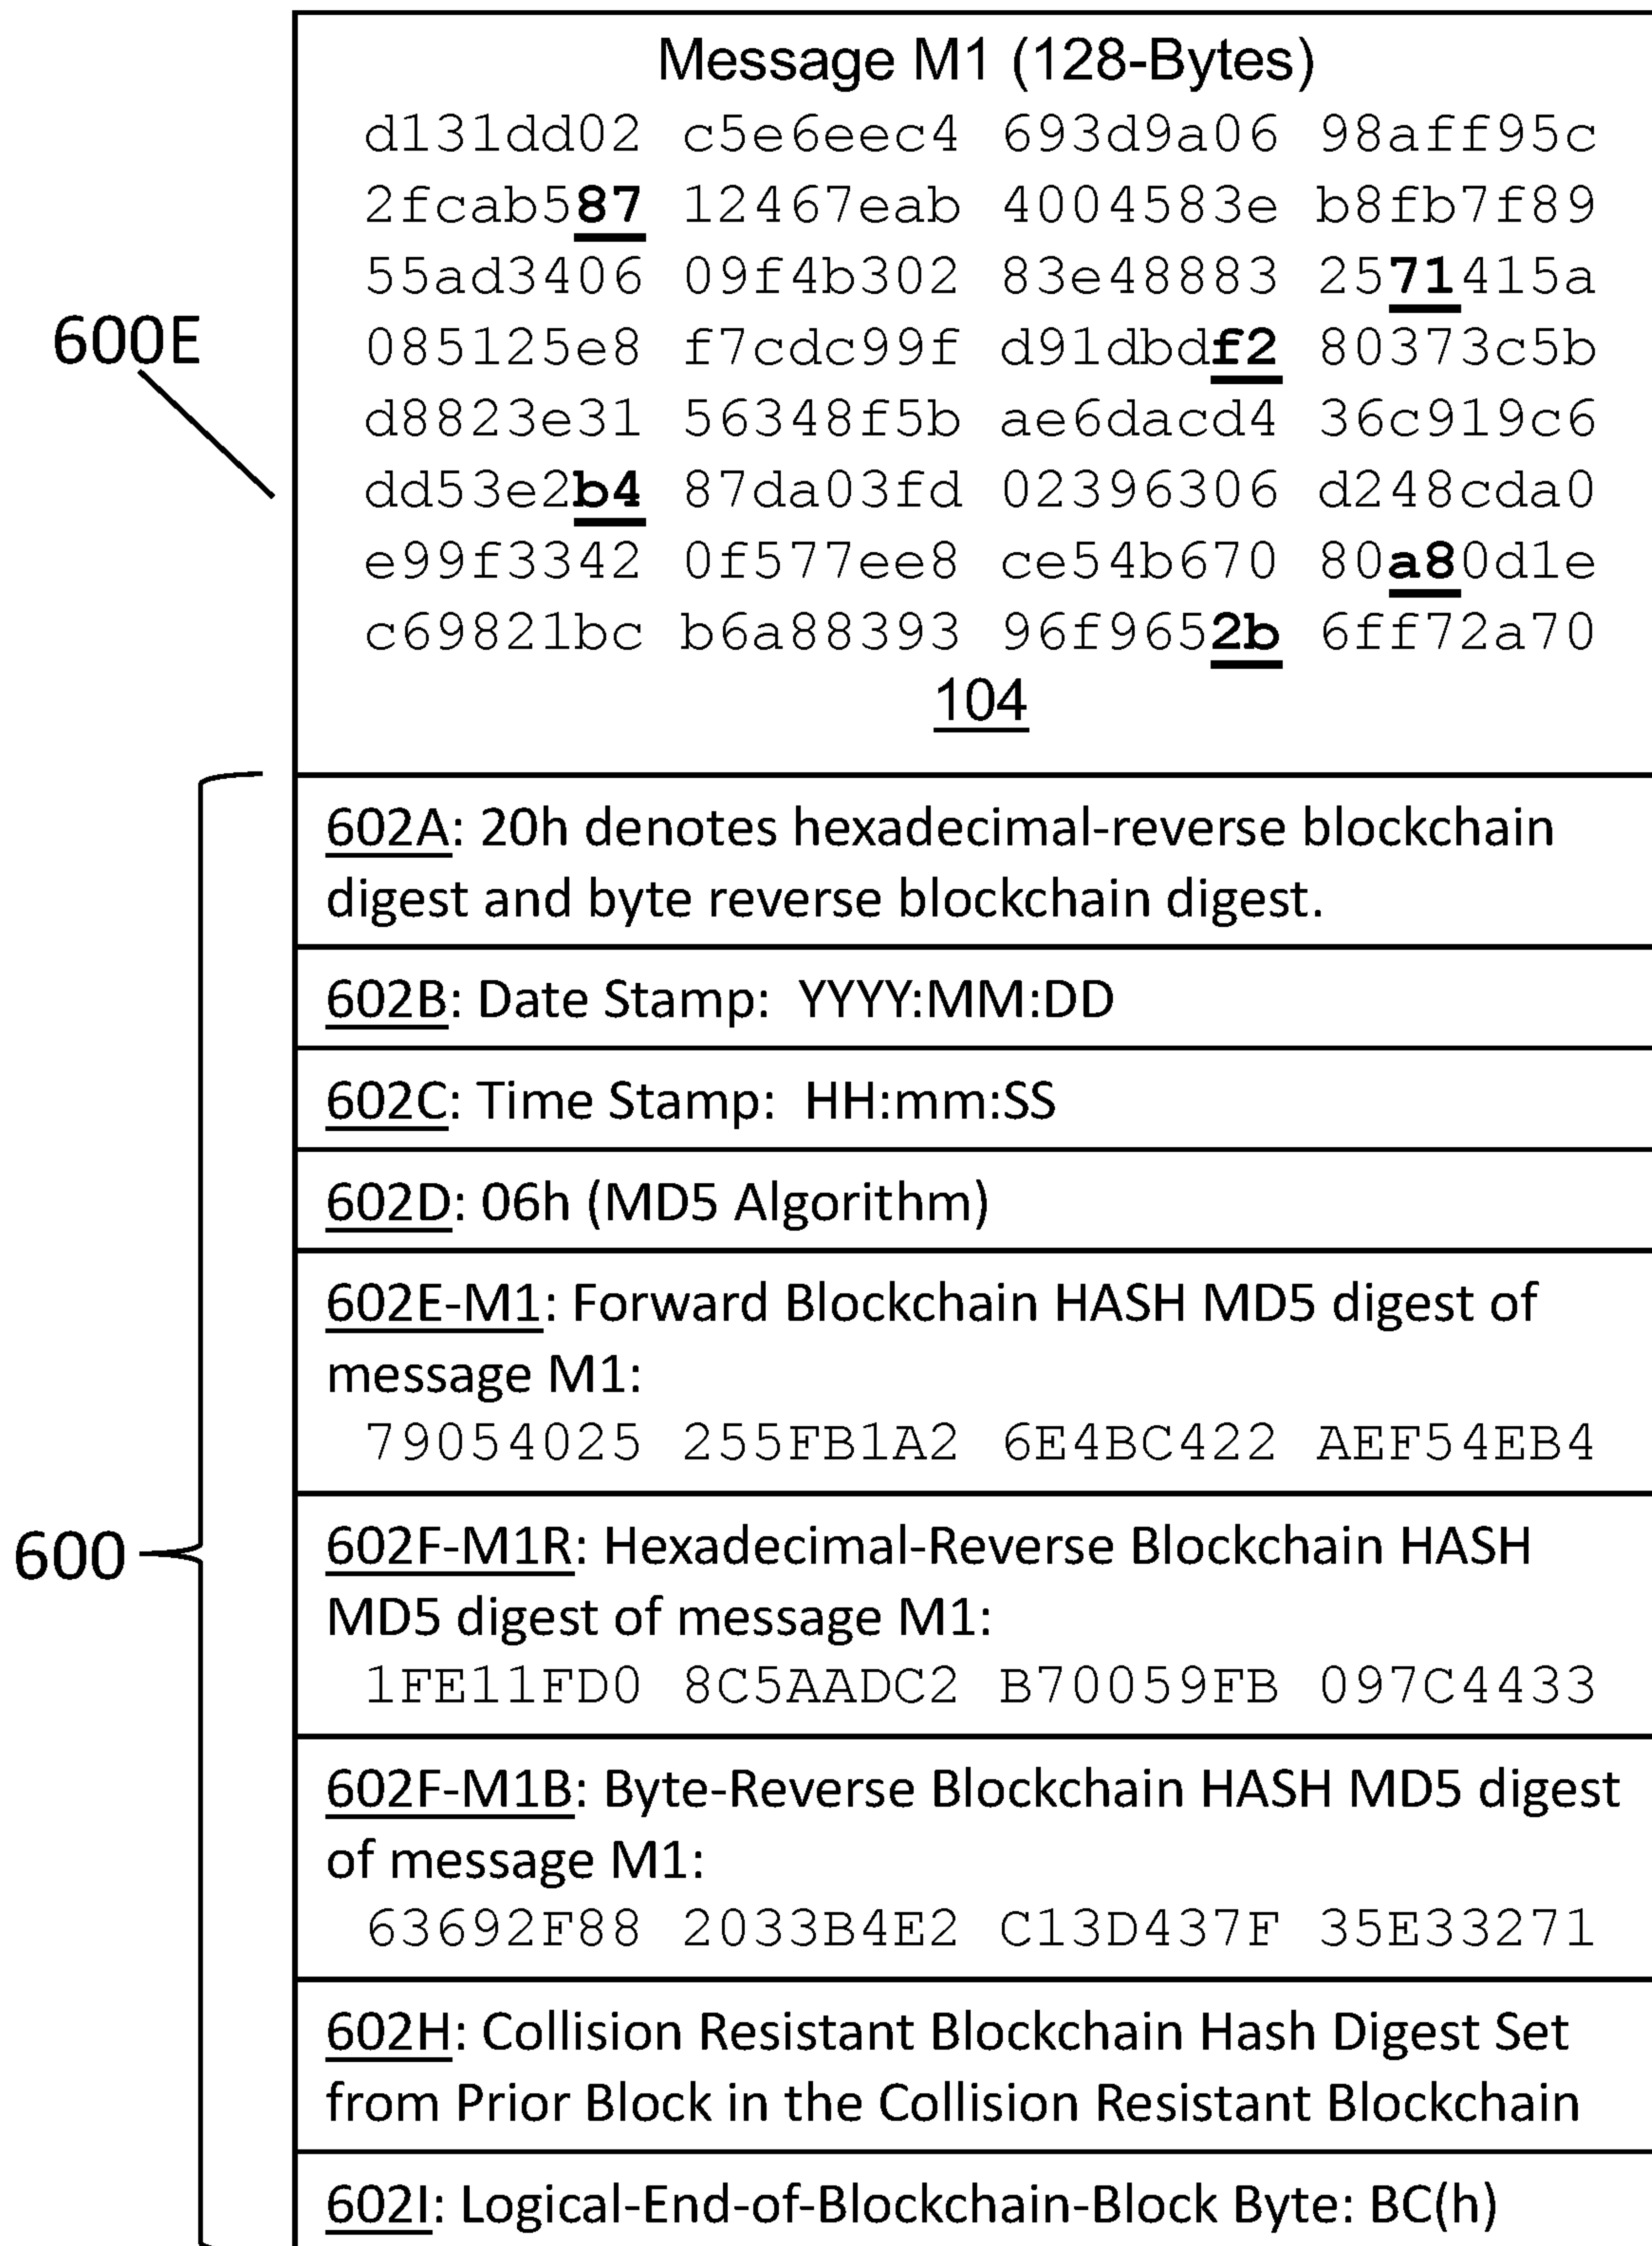 Message M1 (128-Bytes)
d131dd02 c5e6eec4 693d9a06 98aff95c
2fcab587 12467eab 4004583e b8fb7f89
55ad3406 09f4b302 83e48883 2571415a
085125e8 f7cdc99f d91dbdf2 80373c5b
d8823e31 56348f5b ae6dacd4 36c919c6
dd53e2b4 87da03fd 02396306 d248cda0
e99f3342 0f577ee8 ce54b670 80a80d1e
c69821bc b6a88393 96f9652b 6ff72a70
104
600E
602A: 20h denotes hexadecimal-reverse blockchain
digest and byte reverse blockchain digest.
602B: Date Stamp: YYYY:MM:DD
602C: Time Stamp: HH:mm:SS
602D: 06h (MD5 Algorithm)
602E-M1: Forward Blockchain HASH MD5 digest of
message M1:
79054025 255FB1A2 6E4BC422 AEF54EB4
600
602F-M1R: Hexadecimal-Reverse Blockchain HASH
MD5 digest of message M1:
1FE11FD0 8C5AADC2 B70059FB 097C4433
602F-M1B: Byte-Reverse Blockchain HASH MD5 digest
of message M1:
63692F88 2033B4E2 C13D437F 35E33271
602H: Collision Resistant Blockchain Hash Digest Set
from Prior Block in the Collision Resistant Blockchain
602I: Logical-End-of-Blockchain-Block Byte: BC(h)